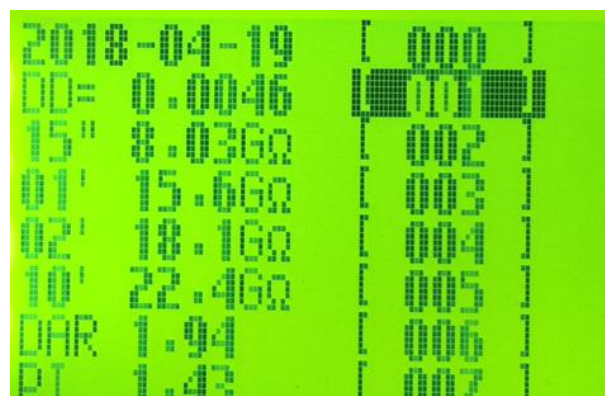 2018-04-19 [ 000 ]
DD= 0.0046 [ 001 ]
15" 8.03GΩ [ 002 ]
01' 15.6GΩ [ 003 ]
02' 18.1GΩ [ 004 ]
10' 22.4GΩ [ 005 ]
DAR 1.94 [ 006 ]
PI 1.43 [ 007 ]